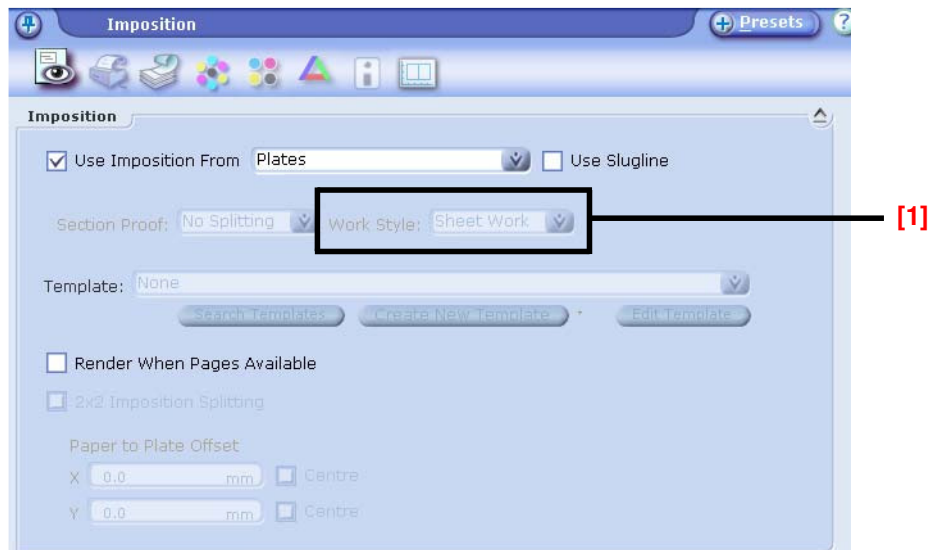 Imposition Presets ?
Imposition
Use Imposition From Plates Use Slugline
Section Proof: No Splitting Work Style: Sheet Work
[1]
Template: None
Search Templates Create New Template Edit Template
Render When Pages Available
2x2 Imposition Splitting
Paper to Plate Offset
X 0.0 mm Centre
Y 0.0 mm Centre